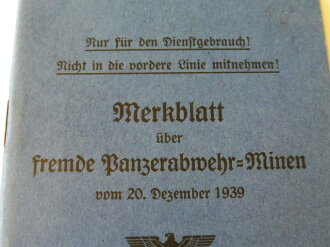 Nur für den Dienstgebrauch!
Nicht in die vordere Linie mitnehmen!
Merkblatt
über
fremde Panzerabwehr=Minen
vom 20. Dezember 1939